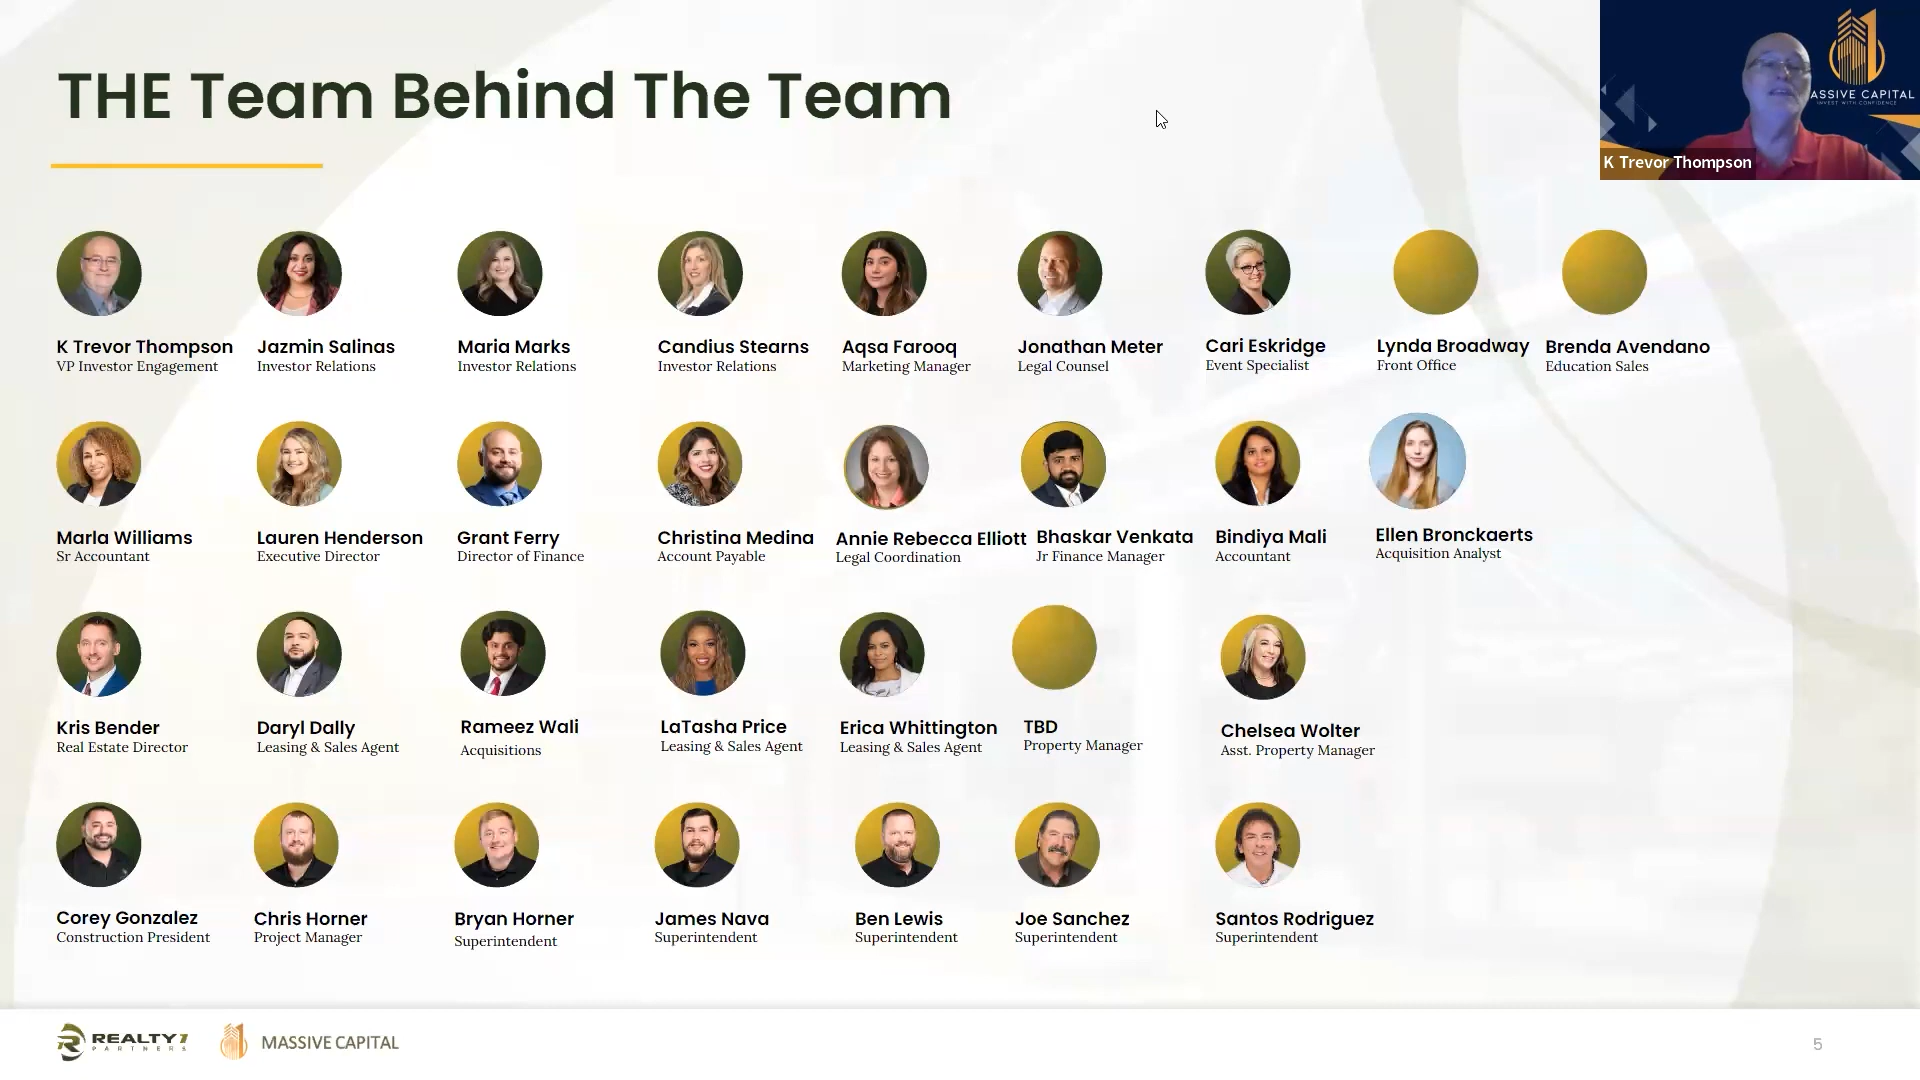 THE Team Behind The Team
ASSIVE CAPITAL
INVEST WITH CONFIDENCE
K Trevor Thompson
K Trevor Thompson
VP Investor Engagement
Jazmin Salinas
Investor Relations
Maria Marks
Investor Relations
Candius Stearns
Investor Relations
Aqsa Farooq
Marketing Manager
Jonathan Meter
Legal Counsel
Cari Eskridge
Event Specialist
Lynda Broadway
Front Office
Brenda Avendano
Education Sales
Marla Williams
Sr Accountant
Lauren Henderson
Executive Director
Grant Ferry
Director of Finance
Christina Medina
Account Payable
Annie Rebecca Elliott
Legal Coordination
Bhaskar Venkata
Jr Finance Manager
Bindiya Mali
Accountant
Ellen Bronckaerts
Acquisition Analyst
Kris Bender
Real Estate Director
Daryl Dally
Leasing & Sales Agent
Rameez Wali
Acquisitions
LaTasha Price
Leasing & Sales Agent
Erica Whittington
Leasing & Sales Agent
TBD
Property Manager
Chelsea Wolter
Asst. Property Manager
Corey Gonzalez
Construction President
Chris Horner
Project Manager
Bryan Horner
Superintendent
James Nava
Superintendent
Ben Lewis
Superintendent
Joe Sanchez
Superintendent
Santos Rodriguez
Superintendent
REALTY1
PARTNERS
MASSIVE CAPITAL
5